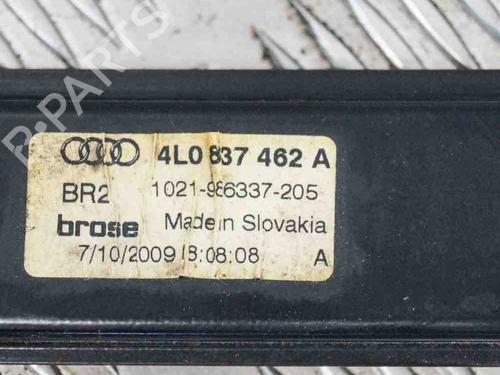 4L0 837 462 A
BR2 1021-986337-205
brose Made in Slovakia
7/10/2009 8:08:08 A
B-PARTS